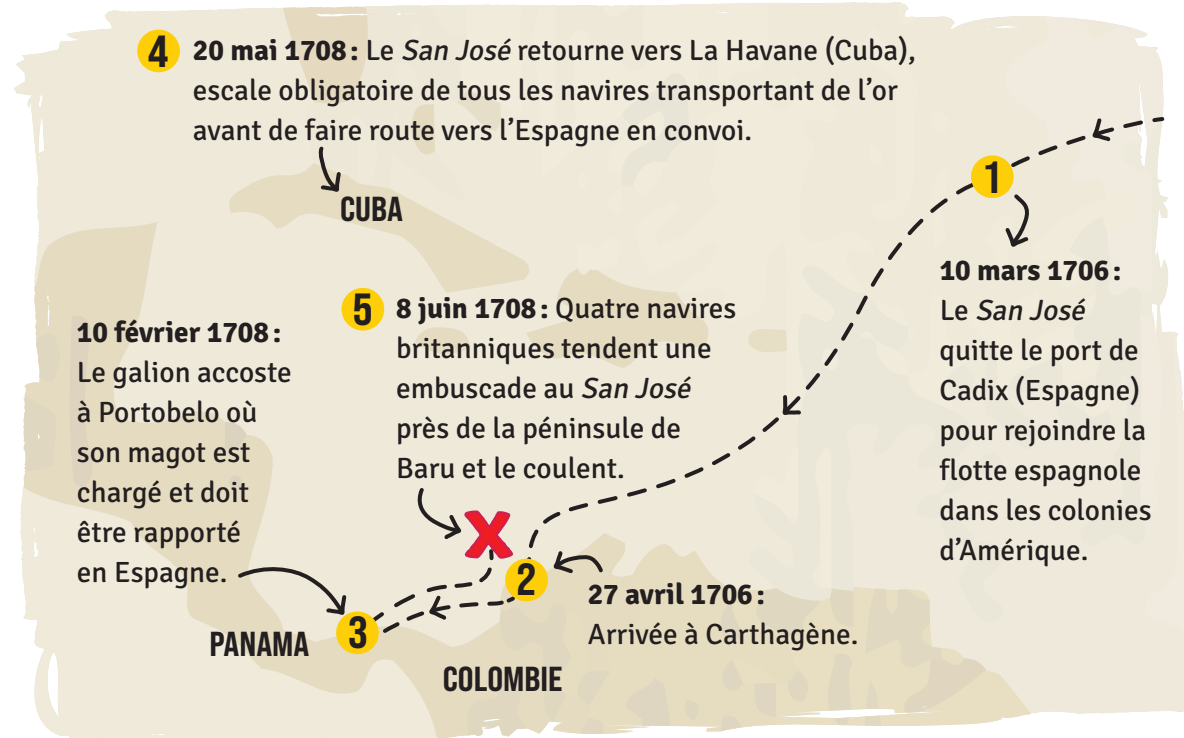 4 20 mai 1708 : Le San José retourne vers La Havane (Cuba),
escale obligatoire de tous les navires transportant de l’or
avant de faire route vers l’Espagne en convoi.
CUBA
1
10 mars 1706 :
Le San José
quitte le port de
Cadix (Espagne)
pour rejoindre la
flotte espagnole
dans les colonies
d’Amérique.
5 8 juin 1708 : Quatre navires
britanniques tendent une
embuscade au San José
près de la péninsule de
Baru et le coulent.
10 février 1708 :
Le galion accoste
à Portobelo où
son magot est
chargé et doit
être rapporté
en Espagne.
2
27 avril 1706 :
Arrivée à Carthagène.
3
PANAMA
COLOMBIE